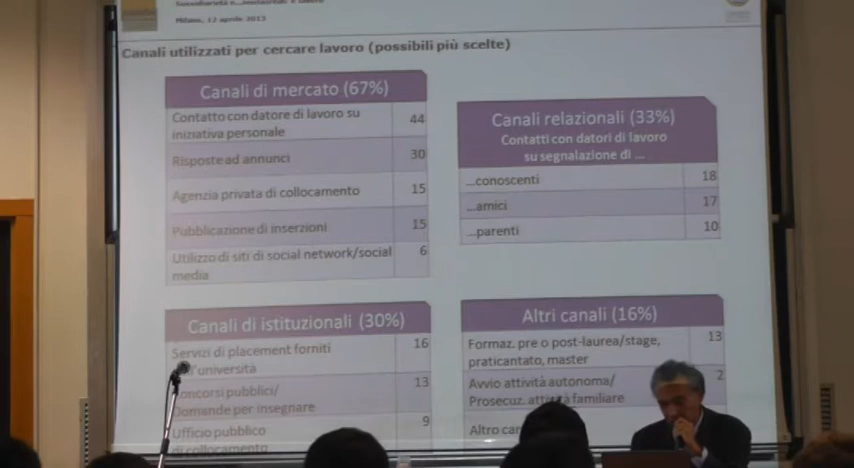 Milano, 12 aprile 2013
Canali utilizzati per cercare lavoro (possibili più scelte)
Canali di mercato (67%)
Contatto con datore di lavoro su
iniziativa personale
44
Risposte ad annunci
30
Agenzia privata di collocamento
15
Pubblicazione di inserzioni
15
Utilizzo di siti di social network/social
media
6
Canali relazionali (33%)
Contatti con datori di lavoro
su segnalazione di ...
...conoscenti
18
...amici
17
...parenti
10
Canali di istituzionali (30%)
Servizi di placement forniti
università
16
Concorsi pubblici/
Domande per insegnare
13
Ufficio pubblico
di collocamento
9
Altri canali (16%)
Formaz. pre o post-laurea/stage,
praticantato, master
13
Avvio attività autonoma/
Prosecuz. attività familiare
2
Altro